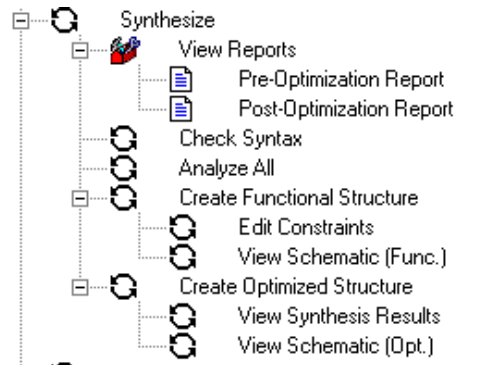 Synthesize
View Reports
Pre-Optimization Report
Post-Optimization Report
Check Syntax
Analyze All
Create Functional Structure
Edit Constraints
View Schematic (Func.)
Create Optimized Structure
View Synthesis Results
View Schematic (Opt.)